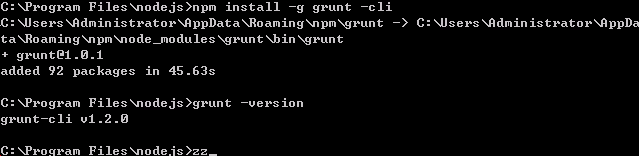 C:\Program Files\nodejs>npm install -g grunt -cli
C:\Users\Administrator\AppData\Roaming\npm\grunt -> C:\Users\Administrator\AppDa
ta\Roaming\npm\node_modules\grunt\bin\grunt
+ grunt@1.0.1
added 92 packages in 45.63s
C:\Program Files\nodejs>grunt -version
grunt-cli v1.2.0
C:\Program Files\nodejs>zz_